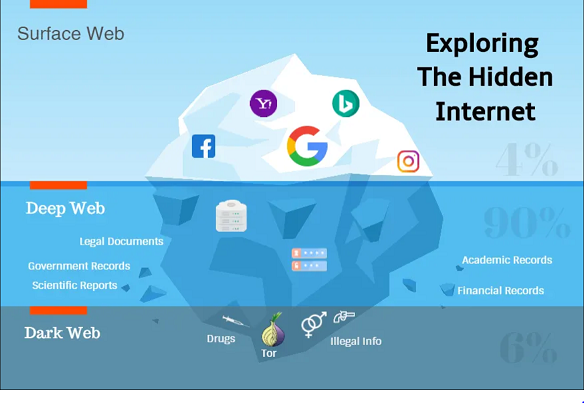 Surface Web
Exploring
The Hidden
Internet
4%
Deep Web
90%
Legal Documents
Government Records
Scientific Reports
Academic Records
Financial Records
Dark Web
Drugs
Tor
Illegal Info
6%